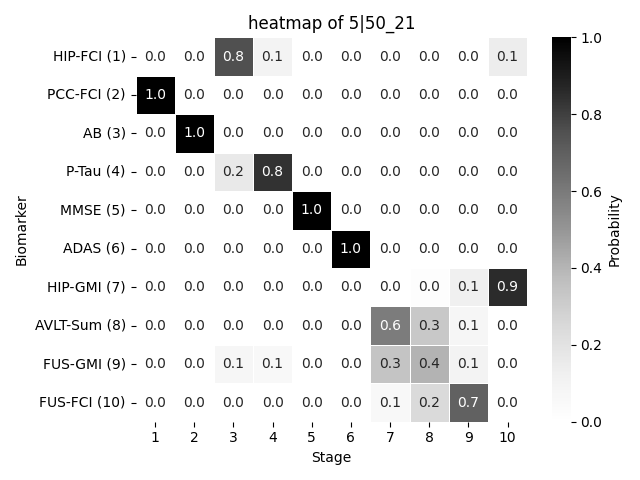 heatmap of 5|50_21
HIP-FCI (1) 0.0 0.0 0.8 0.1 0.0 0.0 0.0 0.0 0.0 0.1
PCC-FCI (2) 1.0 0.0 0.0 0.0 0.0 0.0 0.0 0.0 0.0 0.0
AB (3) 0.0 1.0 0.0 0.0 0.0 0.0 0.0 0.0 0.0 0.0
P-Tau (4) 0.0 0.0 0.2 0.8 0.0 0.0 0.0 0.0 0.0 0.0
MMSE (5) 0.0 0.0 0.0 0.0 1.0 0.0 0.0 0.0 0.0 0.0
ADAS (6) 0.0 0.0 0.0 0.0 0.0 1.0 0.0 0.0 0.0 0.0
HIP-GMI (7) 0.0 0.0 0.0 0.0 0.0 0.0 0.0 0.0 0.1 0.9
AVLT-Sum (8) 0.0 0.0 0.0 0.0 0.0 0.0 0.6 0.3 0.1 0.0
FUS-GMI (9) 0.0 0.0 0.1 0.1 0.0 0.0 0.3 0.4 0.1 0.0
FUS-FCI (10) 0.0 0.0 0.0 0.0 0.0 0.0 0.1 0.2 0.7 0.0
1 2 3 4 5 6 7 8 9 10
Stage
Biomarker
1.0
0.8
0.6
0.4
0.2
0.0
Probability